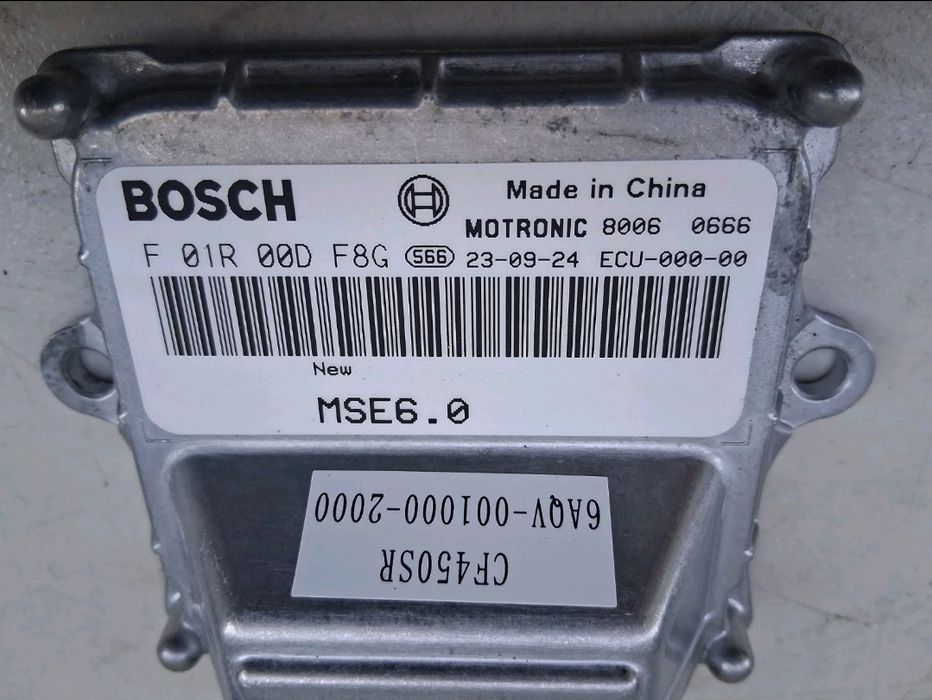 BOSCH Made in China
MOTRONIC 8006 0666
F 01R 00D F8G 566 23-09-24 ECU-000-00
New
MSE6.0
CF450SR
6AQV-001000-2000